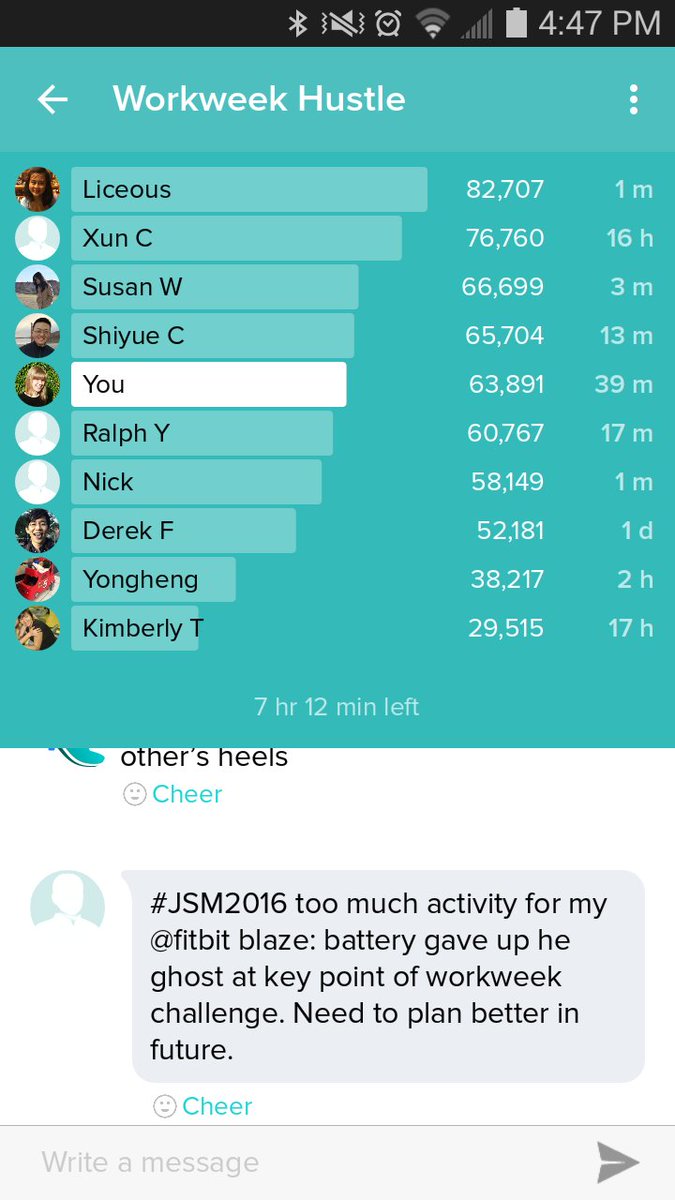 4:47 PM
Workweek Hustle
Liceous 82,707 1 m
Xun C 76,760 16 h
Susan W 66,699 3 m
Shiyue C 65,704 13 m
You 63,891 39 m
Ralph Y 60,767 17 m
Nick 58,149 1 m
Derek F 52,181 1 d
Yongheng 38,217 2 h
Kimberly T 29,515 17 h
7 hr 12 min left
other’s heels
Cheer
#JSM2016 too much activity for my
@fitbit blaze: battery gave up he
ghost at key point of workweek
challenge. Need to plan better in
future.
Cheer
Write a message